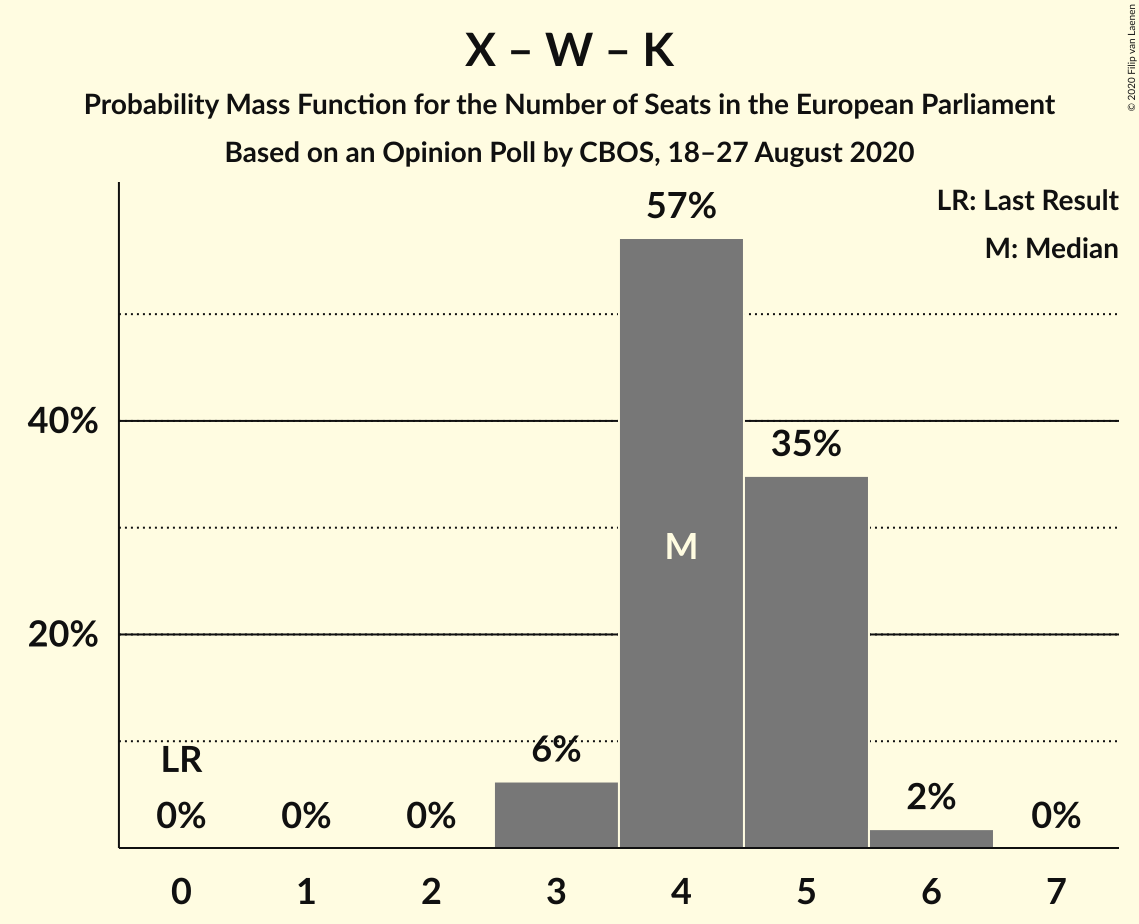 X – W – K
Probability Mass Function for the Number of Seats in the European Parliament
Based on an Opinion Poll by CBOS, 18–27 August 2020
© 2020 Filip van Laenen
LR: Last Result
M: Median
57%
40%
35%
M
20%
LR
6%
0%
0%
0%
2%
0%
0
1
2
3
4
5
6
7